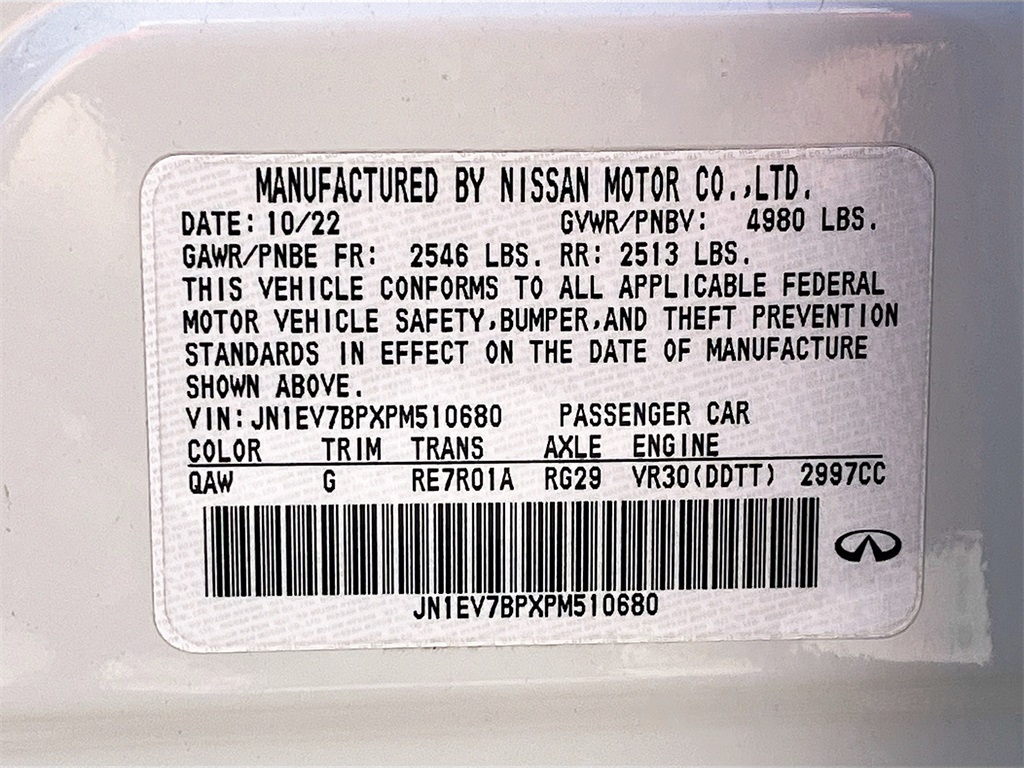 MANUFACTURED BY NISSAN MOTOR CO.,LTD.
DATE: 10/22 GVWR/PNBV: 4980 LBS.
GAWR/PNBE FR: 2546 LBS. RR: 2513 LBS.
THIS VEHICLE CONFORMS TO ALL APPLICABLE FEDERAL
MOTOR VEHICLE SAFETY,BUMPER,AND THEFT PREVENTION
STANDARDS IN EFFECT ON THE DATE OF MANUFACTURE
SHOWN ABOVE.
VIN:JN1EV7BPXPM510680 PASSENGER CAR
COLOR TRIM TRANS AXLE ENGINE
QAW G RE7R01A RG29 VR30(DDTT) 2997CC
JN1EV7BPXPM510680